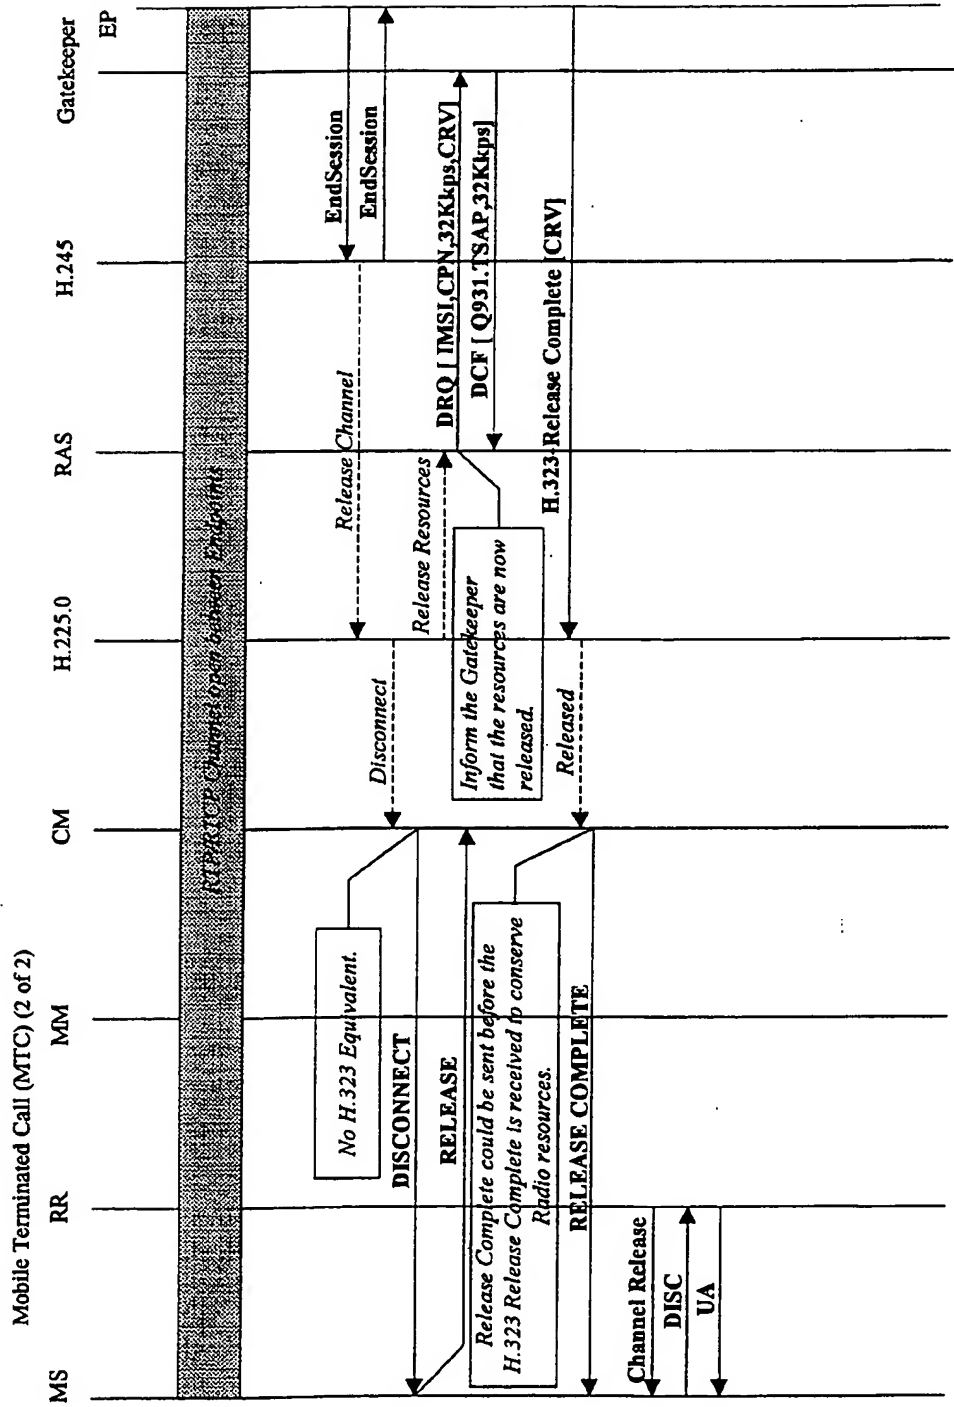 Mobile Terminated Call (MTC) (2 of 2)
MS
RR
MM
CM
H.225.0
RAS
H.245
Gatekeeper
EP
RTP/RTCP Channel open between Endpoints
EndSession
EndSession
Release Channel
No H.323 Equivalent.
Disconnect
DISCONNECT
Release Resources
DRQ [ IMSI,CPN,32Kkps,CRV]
RELEASE
DCF [ Q931.TSAP,32Kkps]
Inform the Gatekeeper
that the resources are now
released.
Release Complete could be sent before the
H.323 Release Complete is received to conserve
Radio resources.
H.323-Release Complete [CRV]
Released
RELEASE COMPLETE
Channel Release
DISC
UA